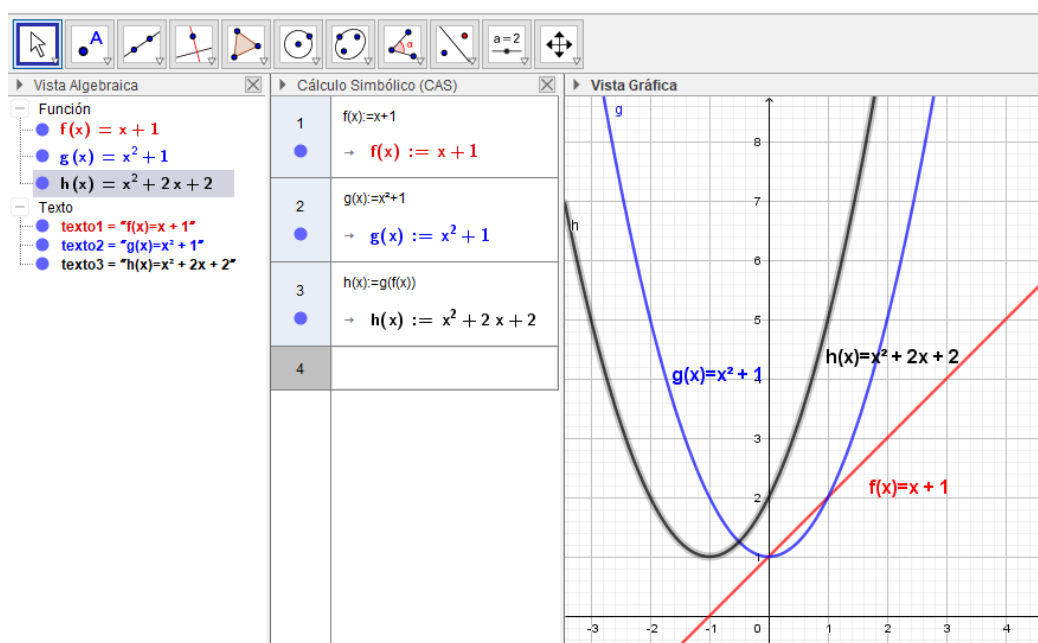 A
α
a = 2
Vista Algebraica
Función
f(x) = x + 1
g(x) = x² + 1
h(x) = x² + 2 x + 2
Texto
texto1 = "f(x)=x + 1"
texto2 = "g(x)=x² + 1"
texto3 = "h(x)=x² + 2x + 2"
Cálculo Simbólico (CAS)
1
f(x):=x+1
→ f(x) := x + 1
2
g(x):=x²+1
→ g(x) := x² + 1
3
h(x):=g(f(x))
→ h(x) := x² + 2 x + 2
4
Vista Gráfica
g
8
7
h
6
5
h(x)=x² + 2x + 2
g(x)=x² + 1
4
3
f(x)=x + 1
2
1
-3 -2 -1 0 1 2 3 4